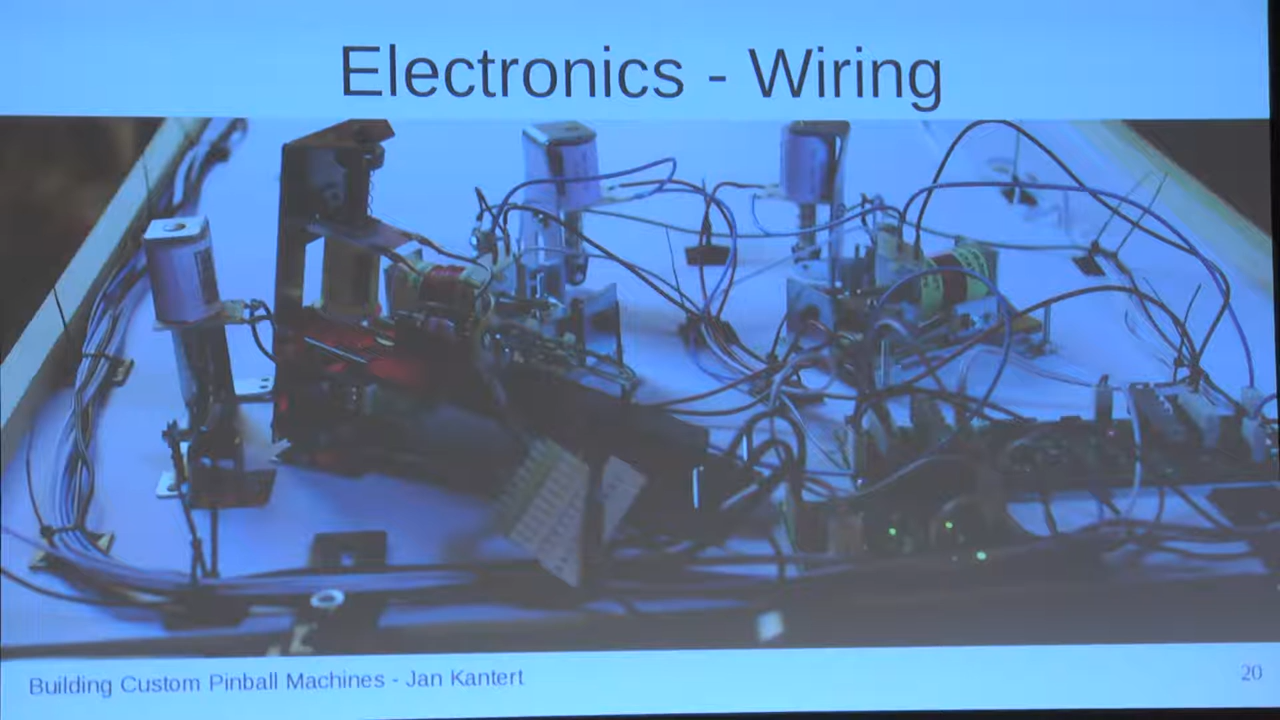 Electronics - Wiring
Building Custom Pinball Machines - Jan Kantert
20